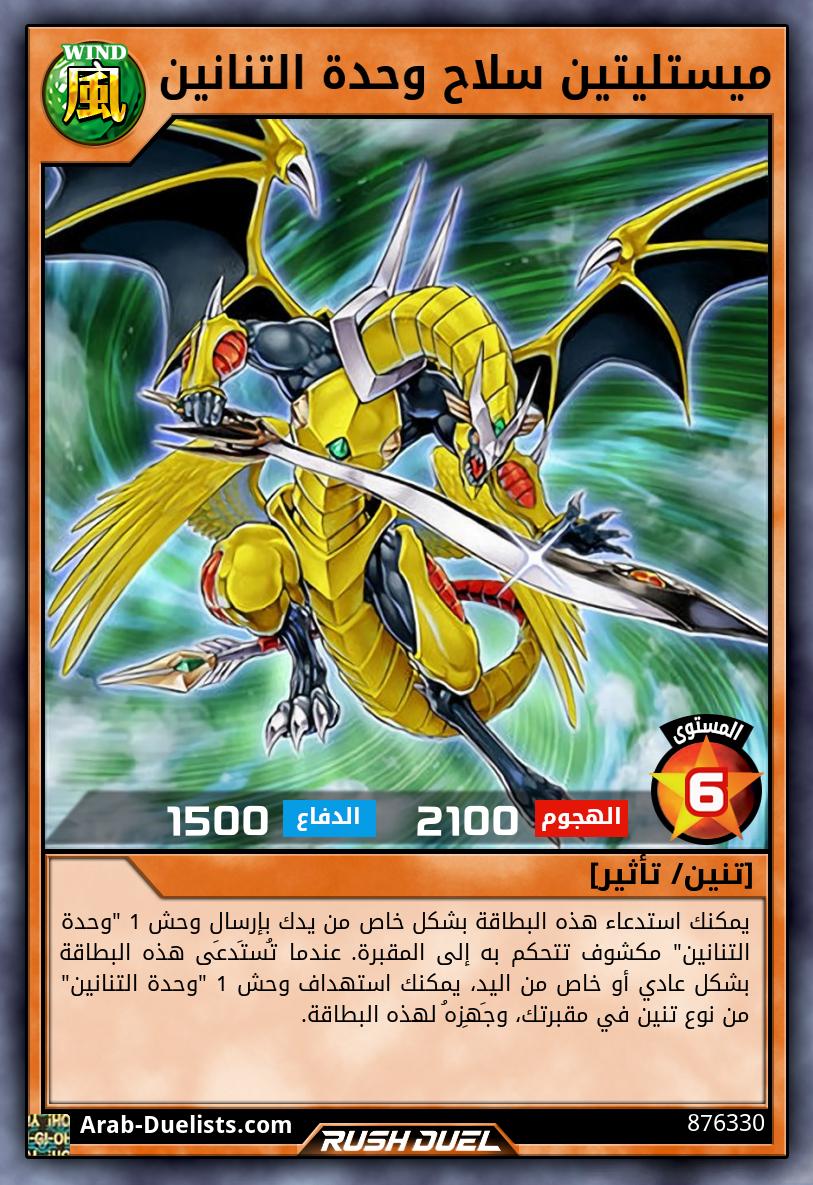 WIND
風
ميستليتين سلاح وحدة التنانين
المستوى
6
الهجوم 2100 الدفاع 1500
[تنين/ تأثير]
يمكنك استدعاء هذه البطاقة بشكل خاص من يدك بإرسال وحش 1 "وحدة
التنانين" مكشوف تتحكم به إلى المقبرة. عندما تُستَدعَى هذه البطاقة
بشكل عادي أو خاص من اليد، يمكنك استهداف وحش 1 "وحدة التنانين"
من نوع تنين في مقبرتك، وجَهزِهُ لهذه البطاقة.
Arab-Duelists.com
RUSH DUEL
876330